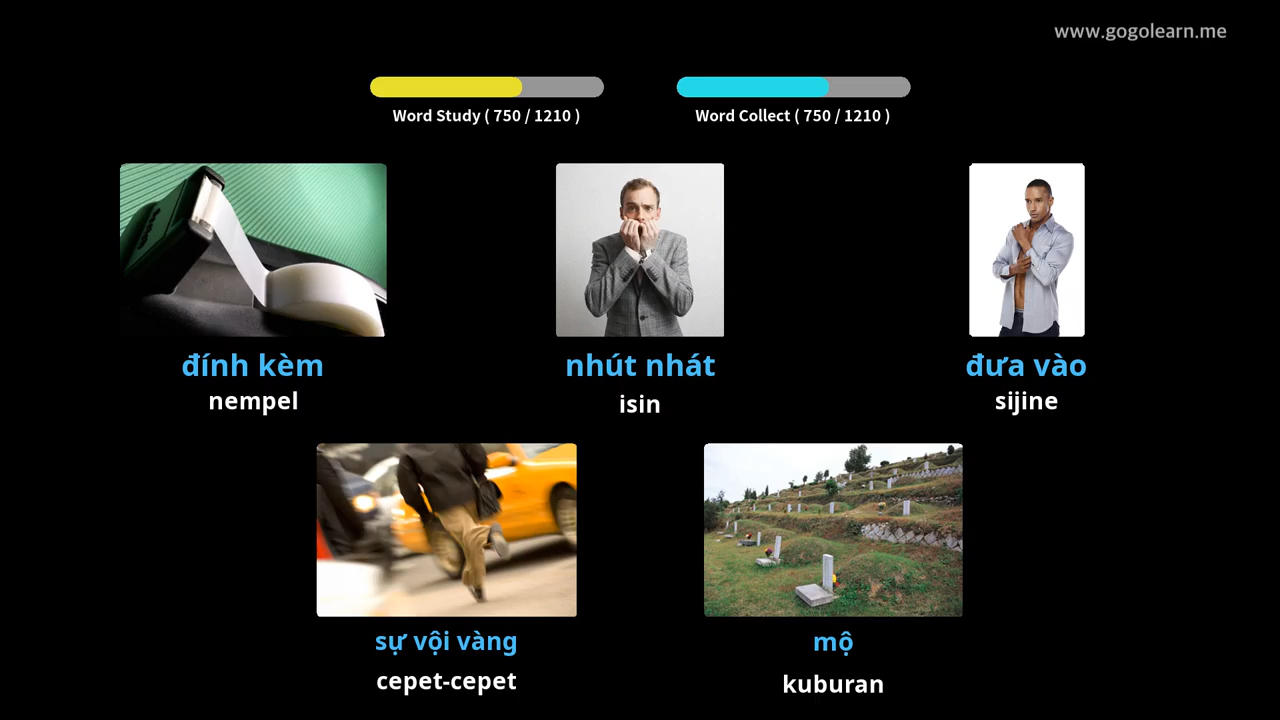 www.gogolearn.me
Word Study ( 750 / 1210 )
Word Collect ( 750 / 1210 )
đính kèm
nempel
nhút nhát
isin
đưa vào
sijine
sự vội vàng
cepet-cepet
mộ
kuburan